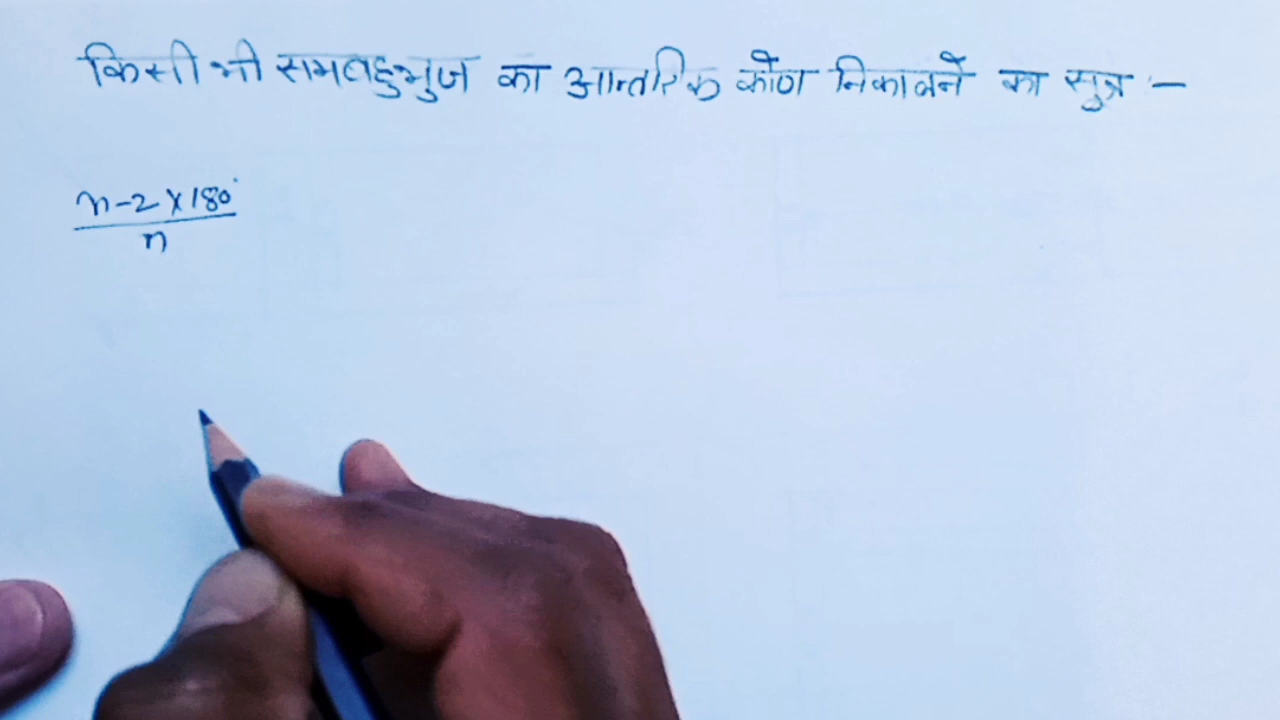 किसी भी समबहुभुज का आन्तरिक कोण निकालने का सूत्र :-
n-2 X 180°
n